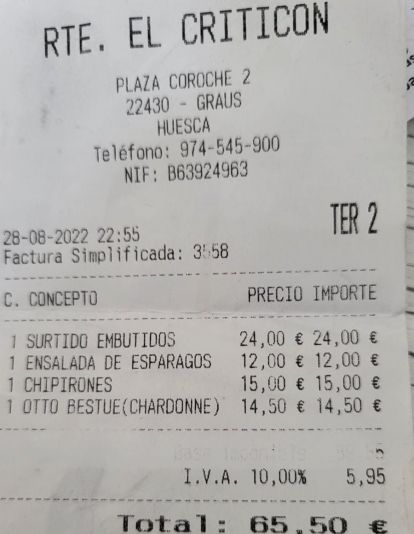 RTE. EL CRITICON
PLAZA COROCHE 2
22430 - GRAUS
HUESCA
Teléfono: 974-545-900
NIF: B63924963
TER 2
28-08-2022 22:55
Factura Simplificada:
C. CONCEPTO PRECIO IMPORTE
1 SURTIDO EMBUTIDOS 24,00 € 24,00 €
1 ENSALADA DE ESPARAGOS 12,00 € 12,00 €
1 CHIPIRONES 15,00 € 15,00 €
1 OTTO BESTUE(CHARDONNE) 14,50 € 14,50 €
Base Imponible
I.V.A. 10,00% 5,95
Total: 65,50 €